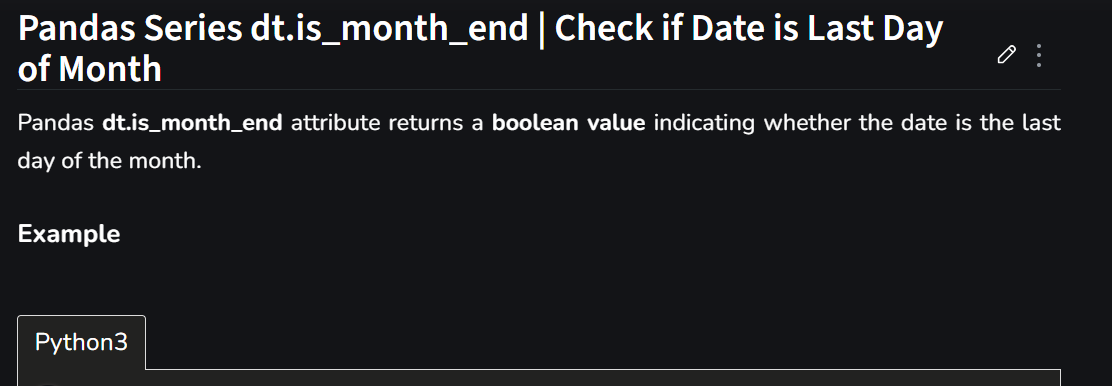 Pandas Series dt.is_month_end | Check if Date is Last Day
of Month
Pandas dt.is_month_end attribute returns a boolean value indicating whether the date is the last
day of the month.
Example
Python3